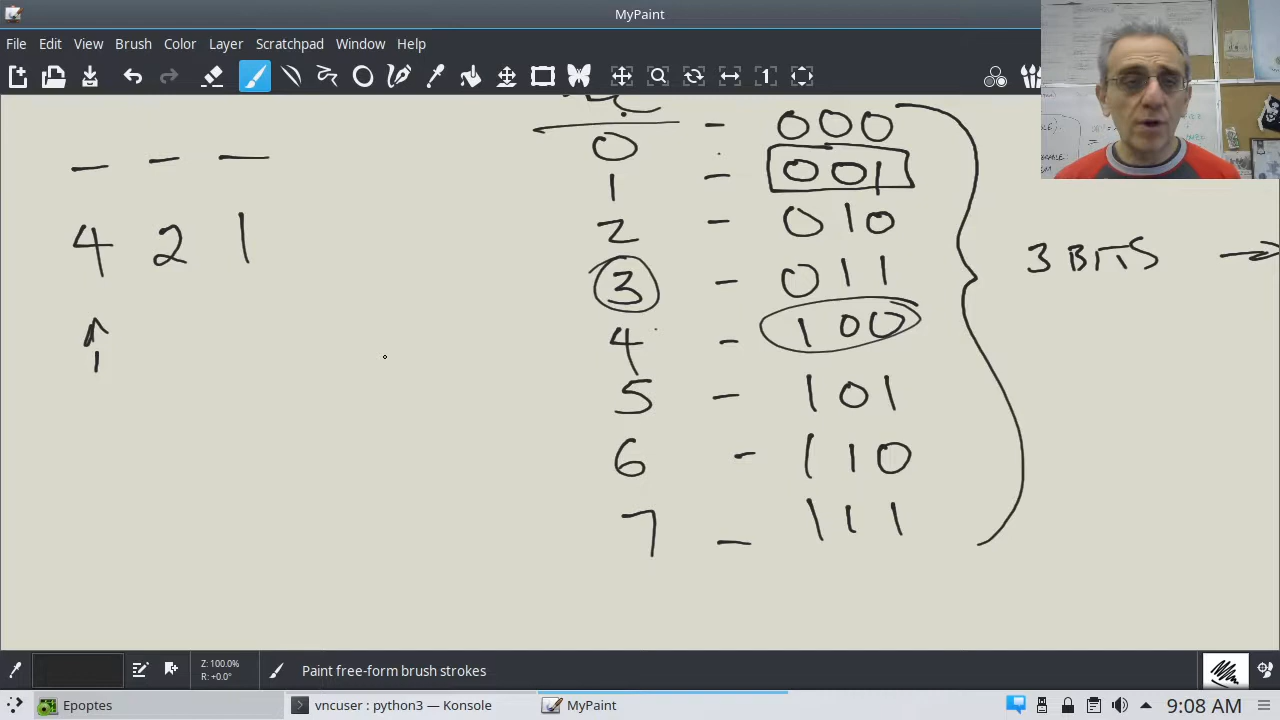 MyPaint
File Edit View Brush Color Layer Scratchpad Window Help
_ _ _
4 2 1
0 - 000
1 - 001
2 - 010
3 - 011
4 - 100
5 - 101
6 - 110
7 - 111
3 BITS →
Z: 100.0%
R: +0.0°
Paint free-form brush strokes
Epoptes
vncuser : python3 — Konsole
MyPaint
9:08 AM